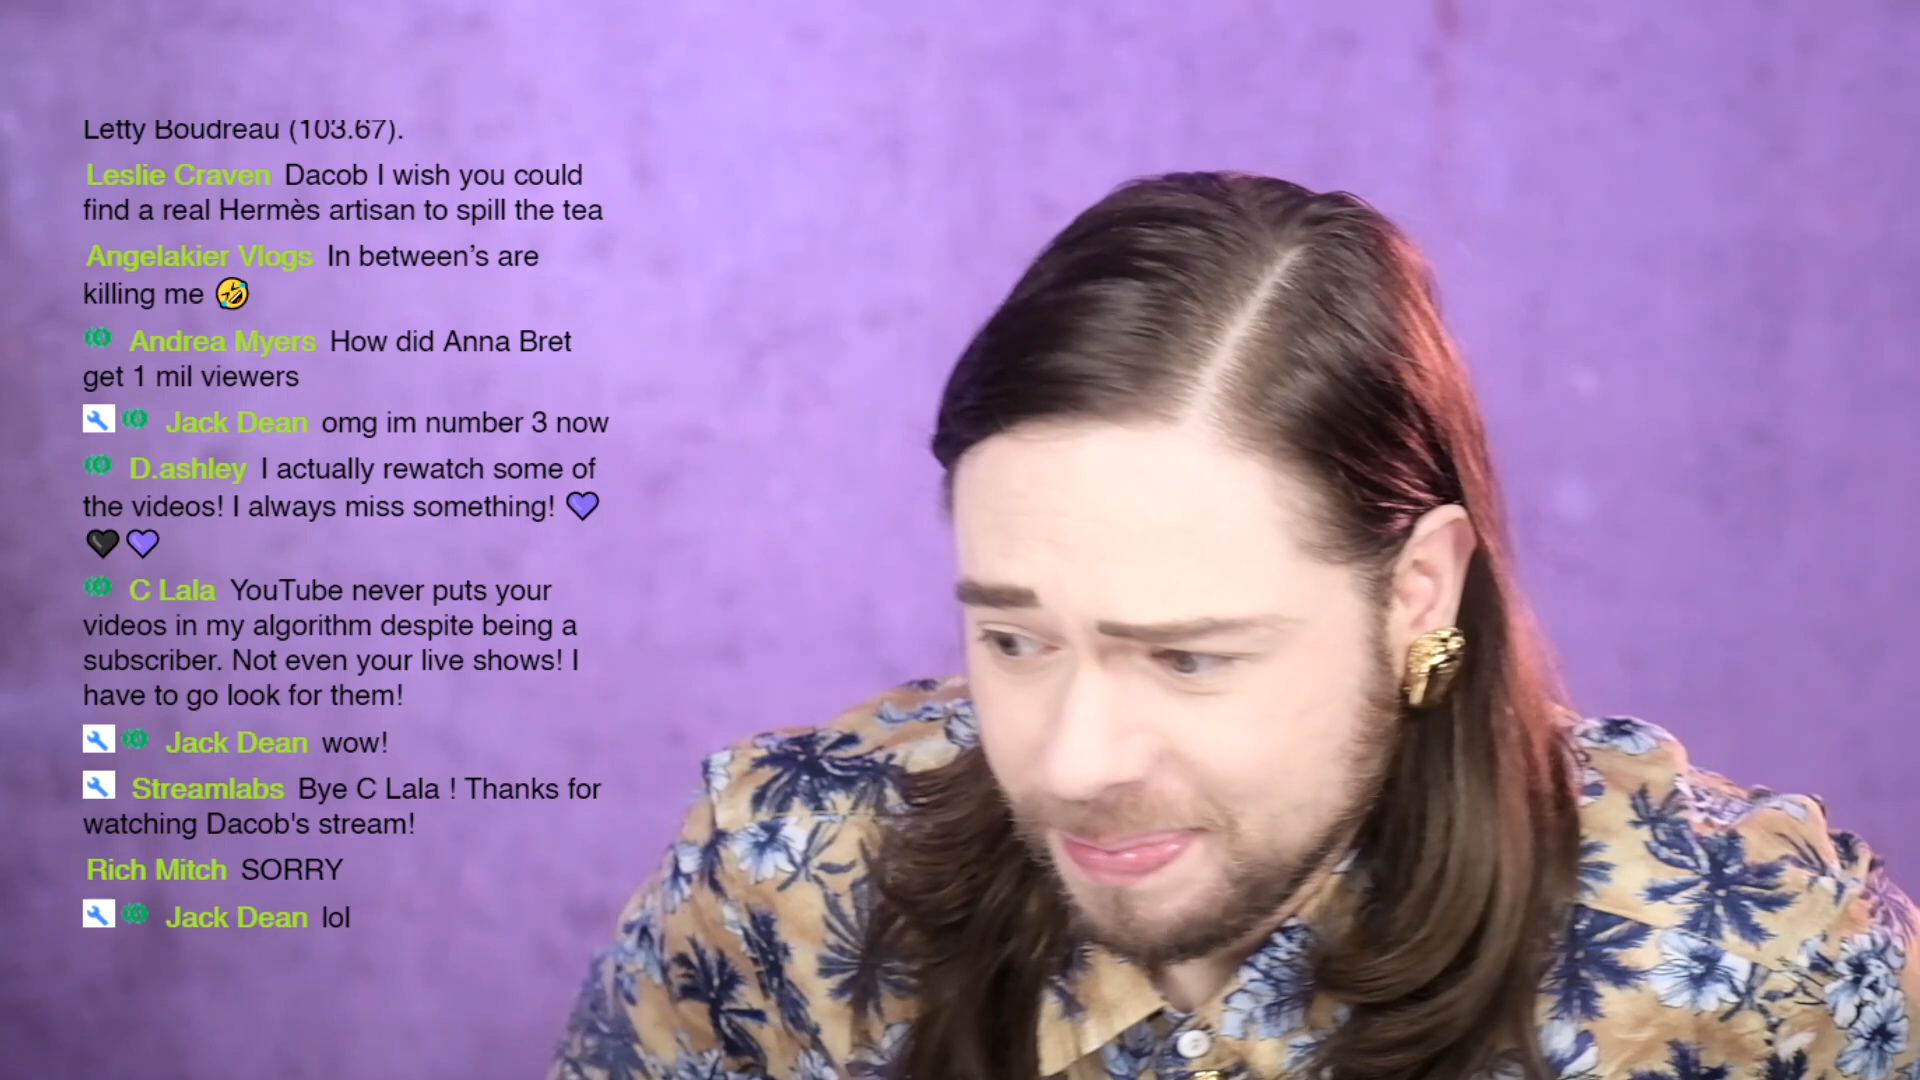 Letty Boudreau (103.67).
Leslie Craven Dacob I wish you could
find a real Hermès artisan to spill the tea
Angelakier Vlogs In between’s are
killing me 🤣
Andrea Myers How did Anna Bret
get 1 mil viewers
Jack Dean omg im number 3 now
D.ashley I actually rewatch some of
the videos! I always miss something! 💜
🖤💜
C Lala YouTube never puts your
videos in my algorithm despite being a
subscriber. Not even your live shows! I
have to go look for them!
Jack Dean wow!
Streamlabs Bye C Lala ! Thanks for
watching Dacob's stream!
Rich Mitch SORRY
Jack Dean lol